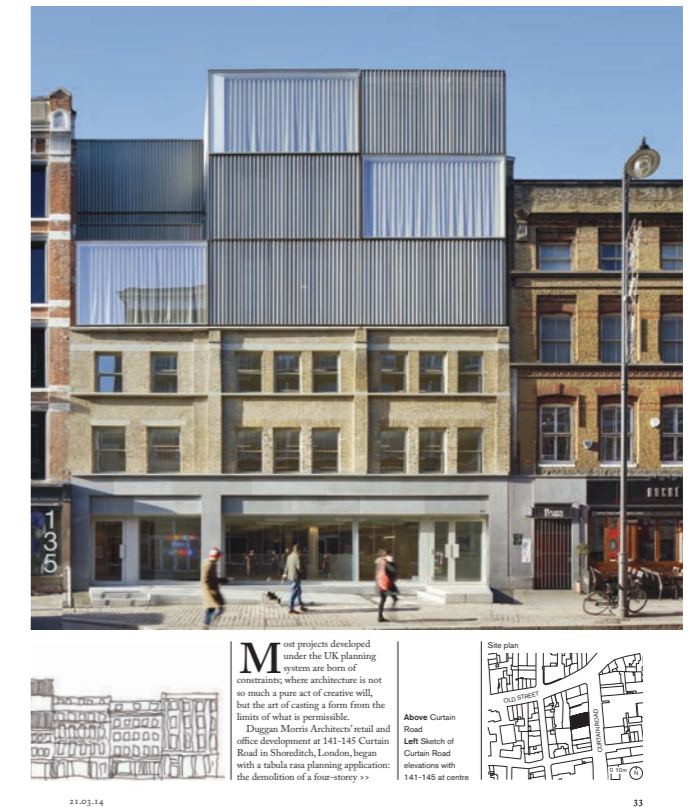 135
Most projects developed
under the UK planning
system are born of
constraints; where architecture is not
so much a pure act of creative will,
but the art of casting a form from the
limits of what is permissible.
Duggan Morris Architects’ retail and
office development at 141-145 Curtain
Road in Shoreditch, London, began
with a tabula rasa planning application:
the demolition of a four-storey >>
Above Curtain
Road
Left Sketch of
Curtain Road
elevations with
141-145 at centre
Site plan
OLD STREET
CURTAIN ROAD
0 10m
N
21.03.14
33